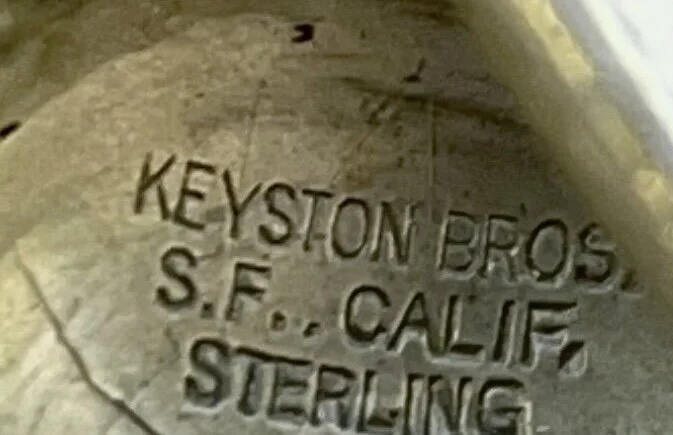 KEYSTON BROS.
S.F., CALIF.
STERLING